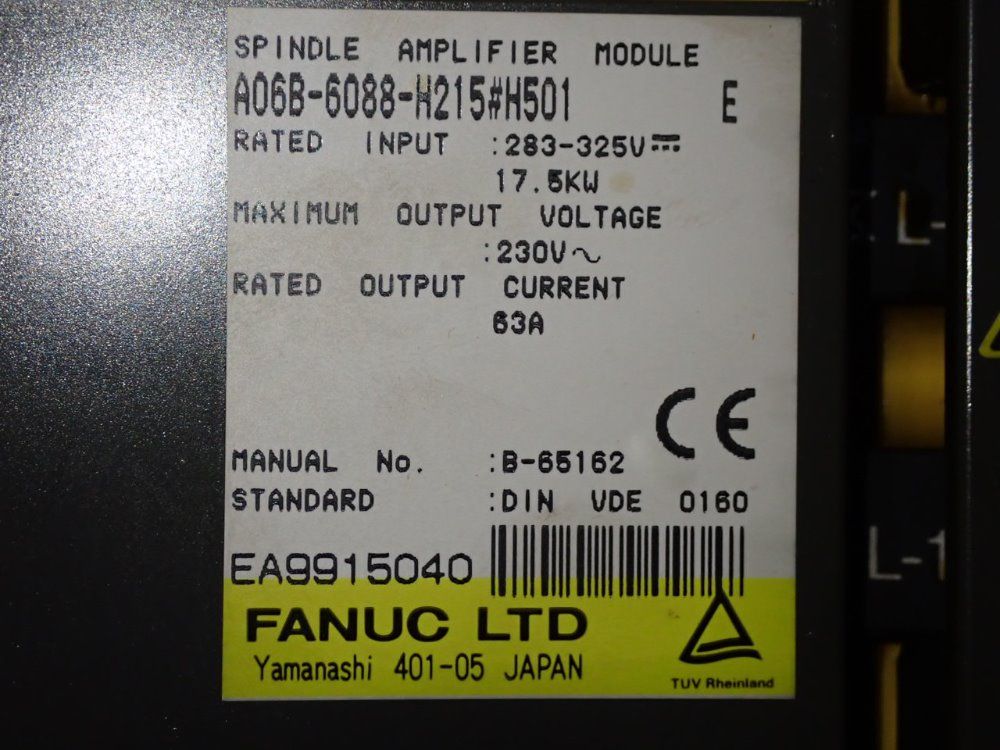 SPINDLE AMPLIFIER MODULE
A06B-6088-H215#H501 E
RATED INPUT :283-325V⎓
17.5KW
MAXIMUM OUTPUT VOLTAGE
:230V∿
RATED OUTPUT CURRENT
63A
CE
MANUAL No. :B-65162
STANDARD :DIN VDE 0160
EA9915040
FANUC LTD
Yamanashi 401-05 JAPAN
TUV Rheinland
L-
L-1